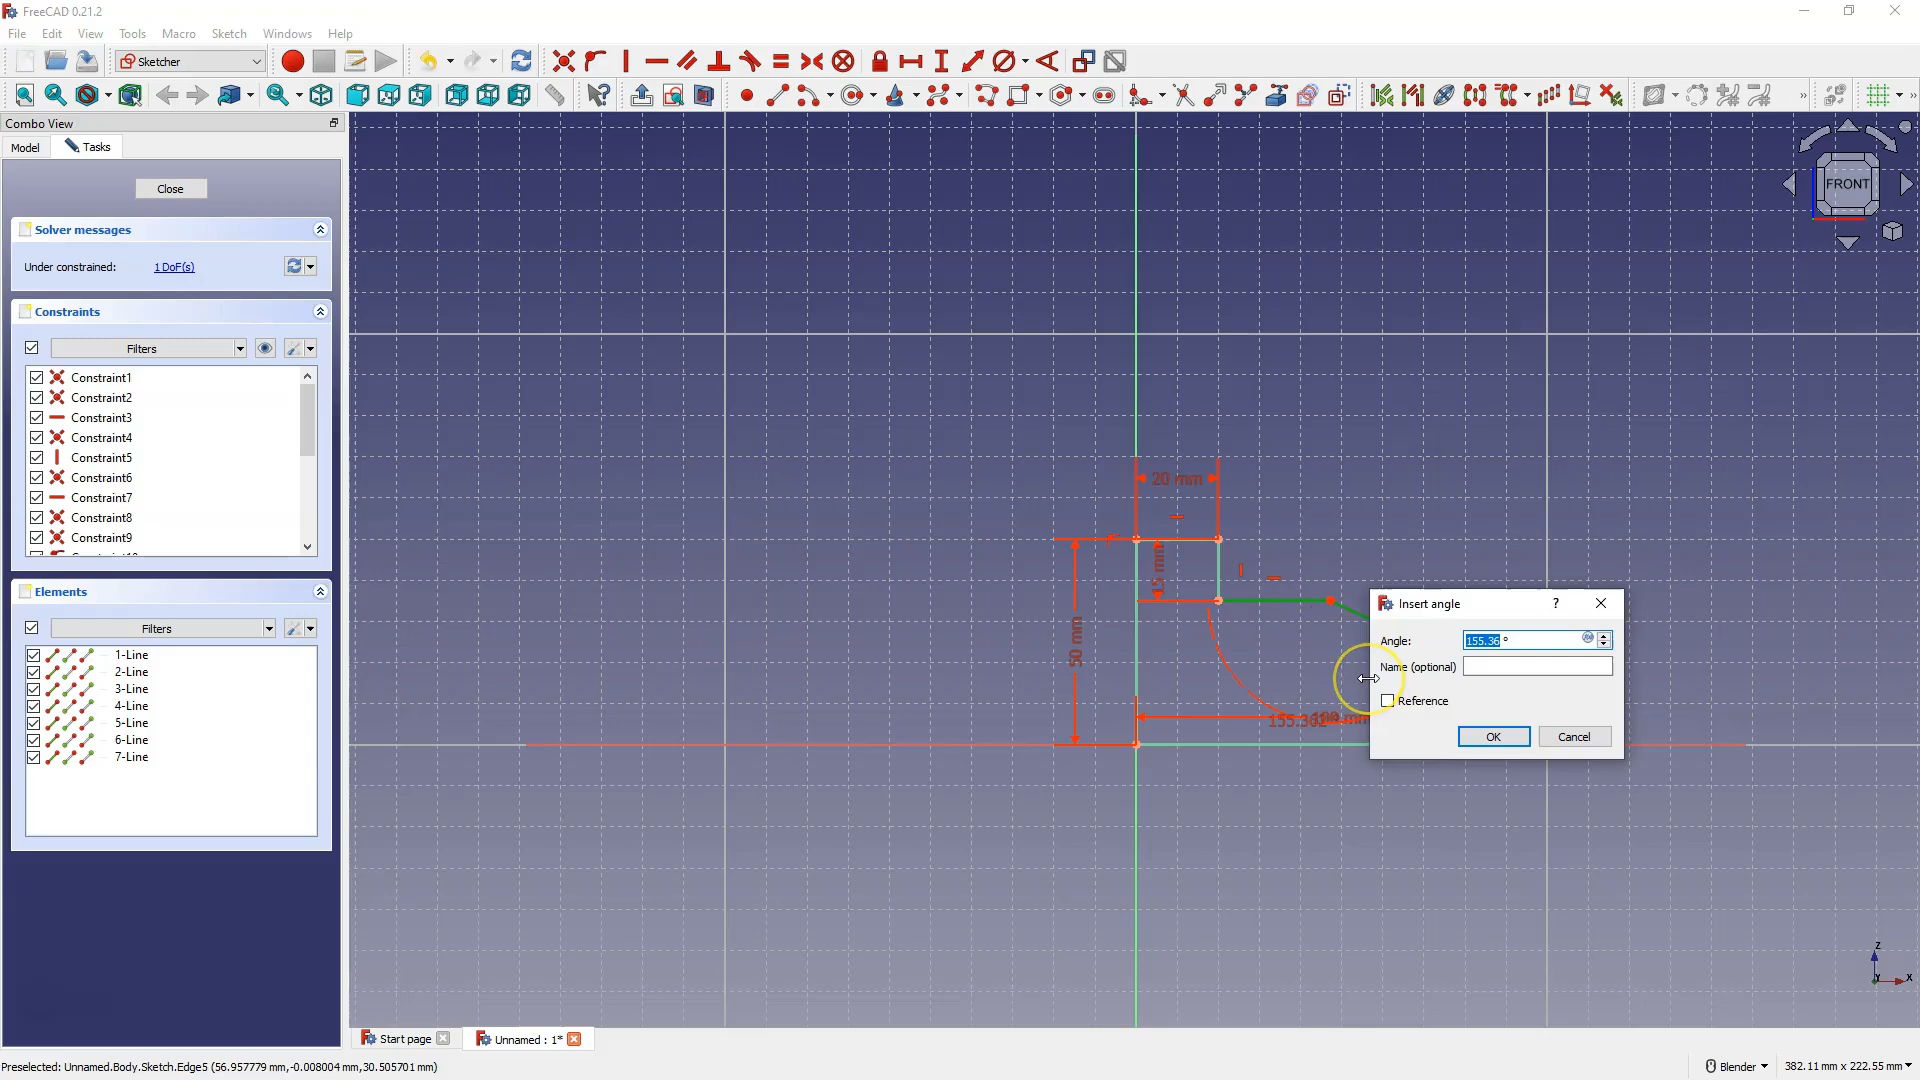 FreeCAD 0.21.2
File Edit View Tools Macro Sketch Windows Help
Sketcher
Combo View
Model Tasks
Close
Solver messages
Under constrained: 1 DoF(s)
Constraints
Filters
Constraint1
Constraint2
Constraint3
Constraint4
Constraint5
Constraint6
Constraint7
Constraint8
Constraint9
Elements
Filters
1-Line
2-Line
3-Line
4-Line
5-Line
6-Line
7-Line
FRONT
20 mm
15 mm
50 mm
Insert angle ?
Angle: 155.36 °
Name (optional)
Reference
OK Cancel
Z
Y X
Start page
Unnamed : 1*
Preselected: Unnamed.Body.Sketch.Edge5 (56.957779 mm,-0.008004 mm,30.505701 mm)
Blender 382.11 mm x 222.55 mm